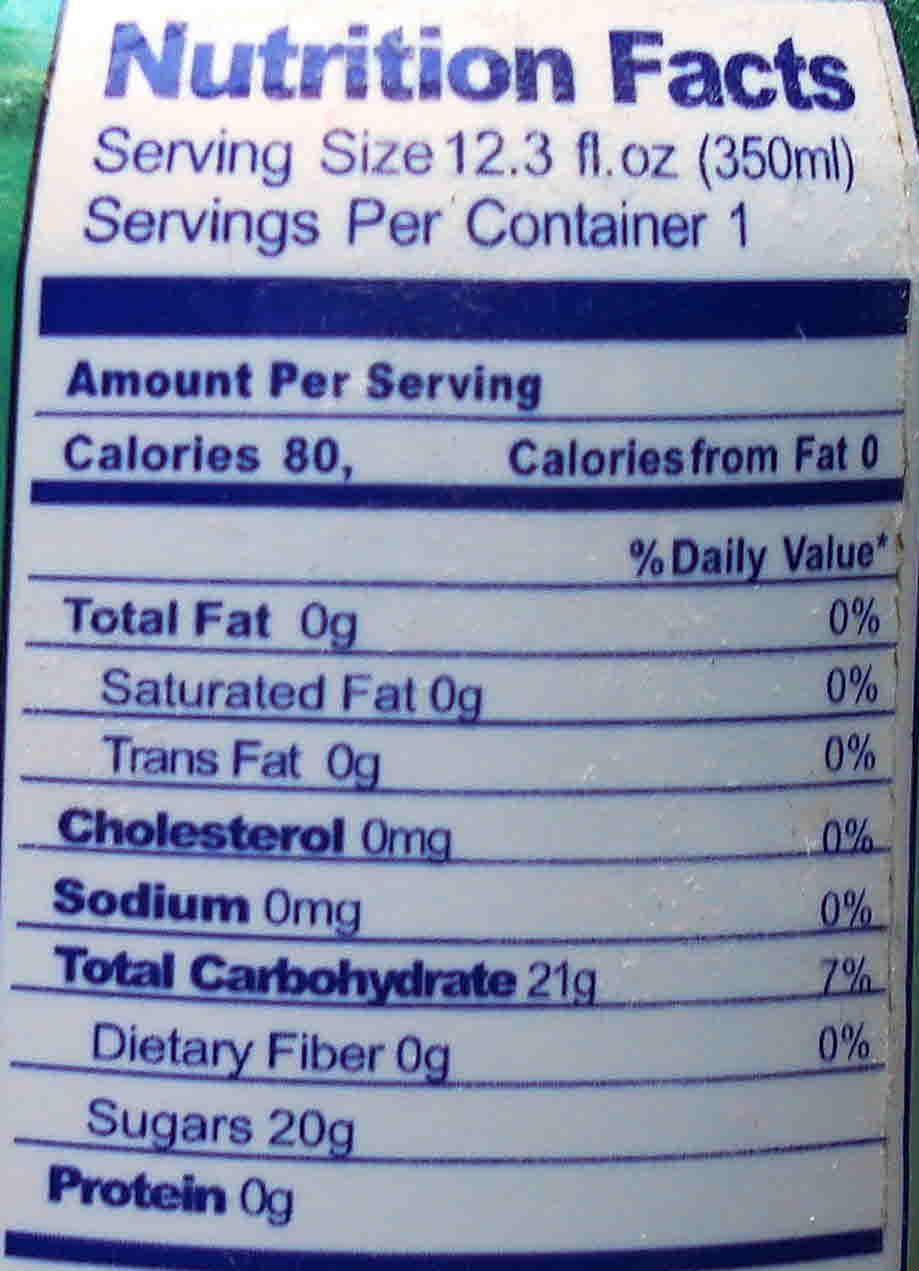 Nutrition Facts
Serving Size 12.3 fl.oz (350ml)
Servings Per Container 1
Amount Per Serving
Calories 80, Calories from Fat 0
% Daily Value*
Total Fat 0g 0%
Saturated Fat 0g 0%
Trans Fat 0g 0%
Cholesterol 0mg 0%
Sodium 0mg 0%
Total Carbohydrate 21g 7%
Dietary Fiber 0g 0%
Sugars 20g
Protein 0g